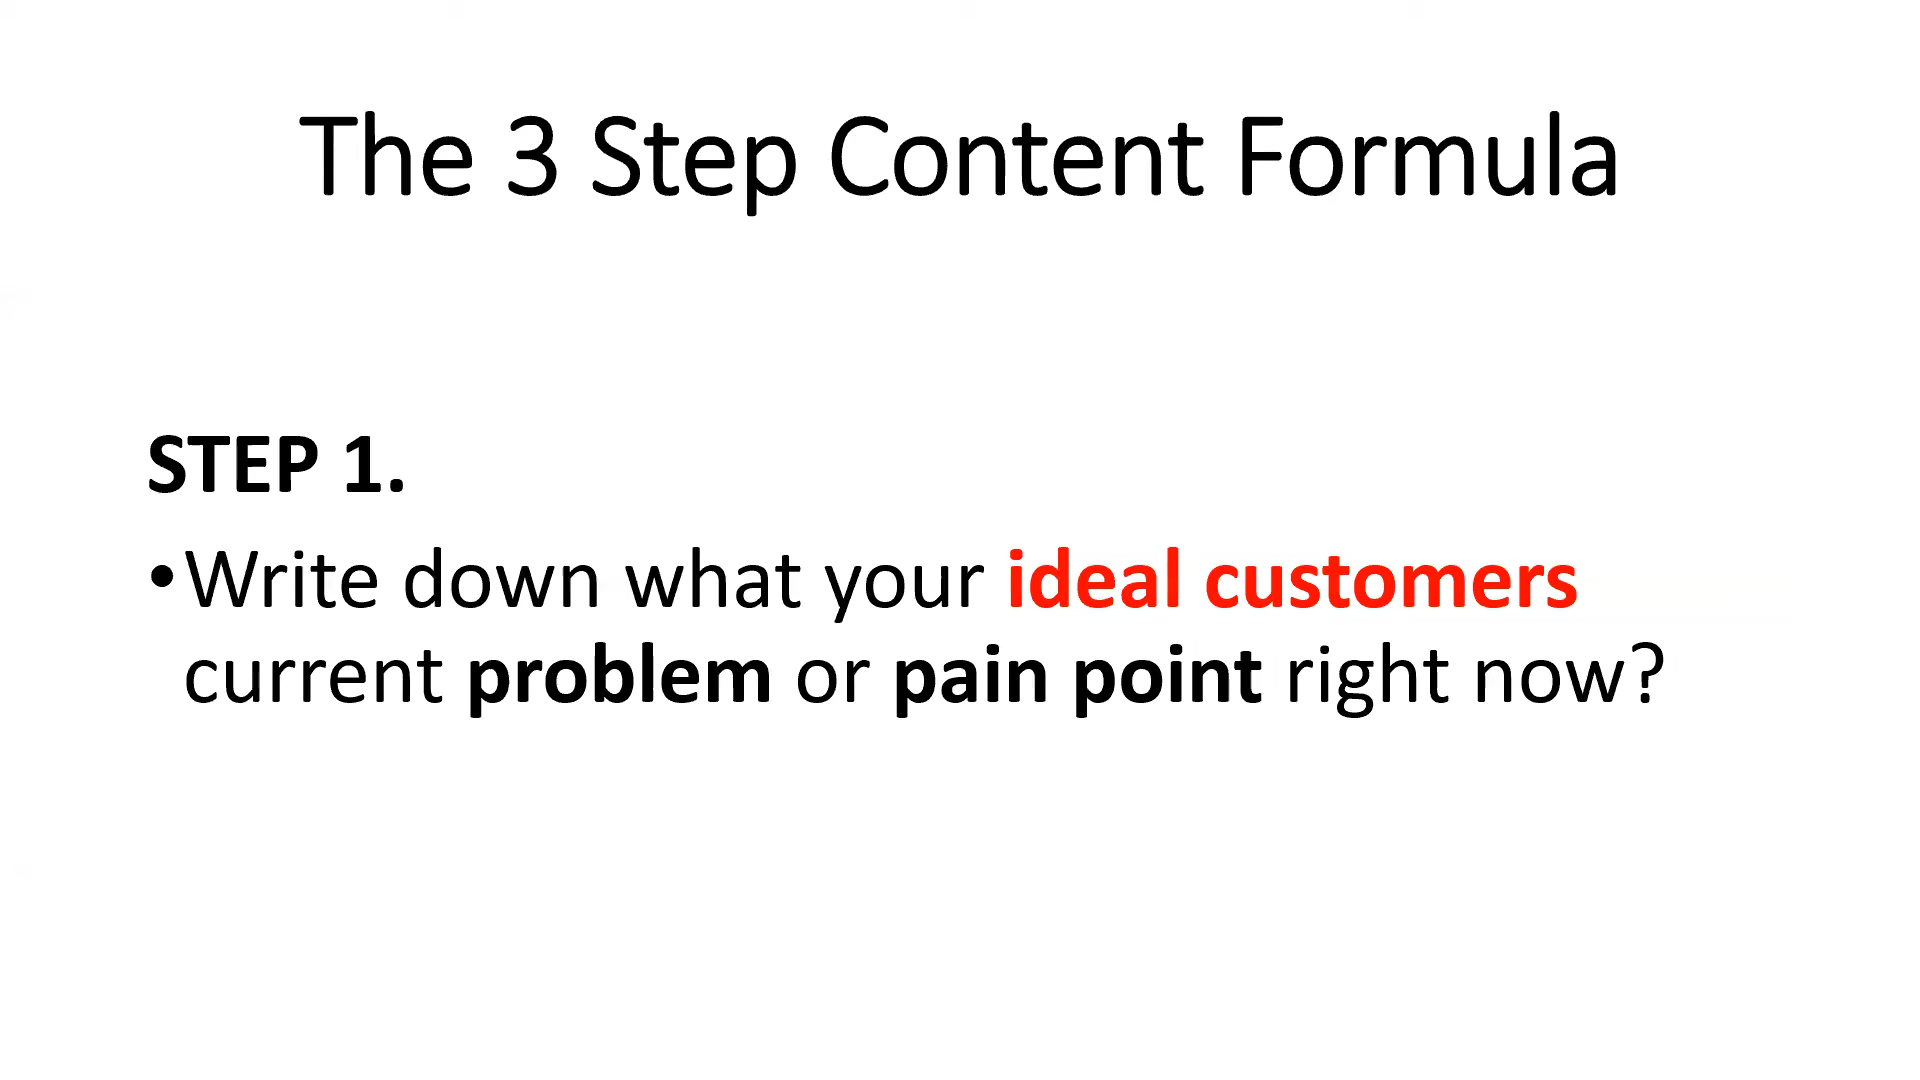 The 3 Step Content Formula
STEP 1.
•Write down what your ideal customers
current problem or pain point right now?